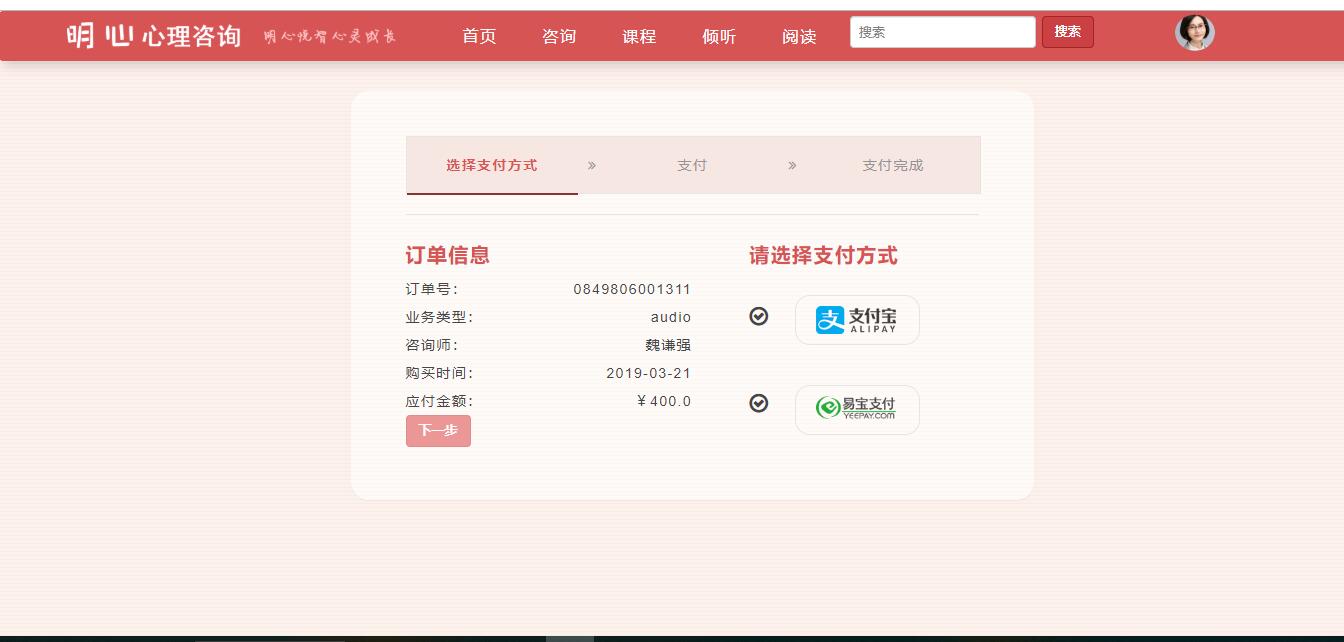 明心 心理咨询 明心悦智心灵成长 首页 咨询 课程 倾听 阅读 搜索 搜索
选择支付方式 » 支付 » 支付完成
订单信息
订单号： 0849806001311
业务类型： audio
咨询师： 魏谦强
购买时间： 2019-03-21
应付金额： ¥ 400.0
下一步
请选择支付方式
支付宝
ALIPAY
易宝支付
YEEPAY.COM